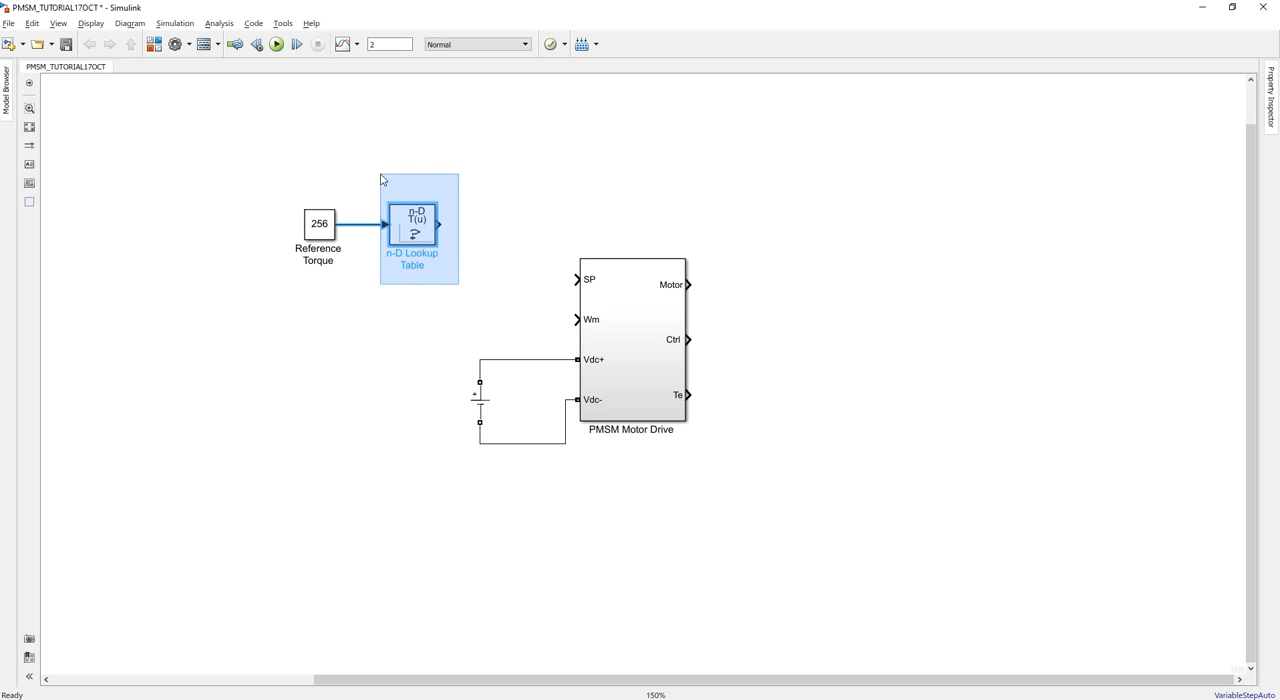 PMSM_TUTORIAL17OCT * - Simulink
File Edit View Display Diagram Simulation Analysis Code Tools Help
2
Normal
Model Browser
PMSM_TUTORIAL17OCT
Property Inspector
256
Reference
Torque
n-D
T(u)
n-D Lookup
Table
SP
Wm
Vdc+
Vdc-
Motor
Ctrl
Te
+
PMSM Motor Drive
Ready
150%
VariableStepAuto